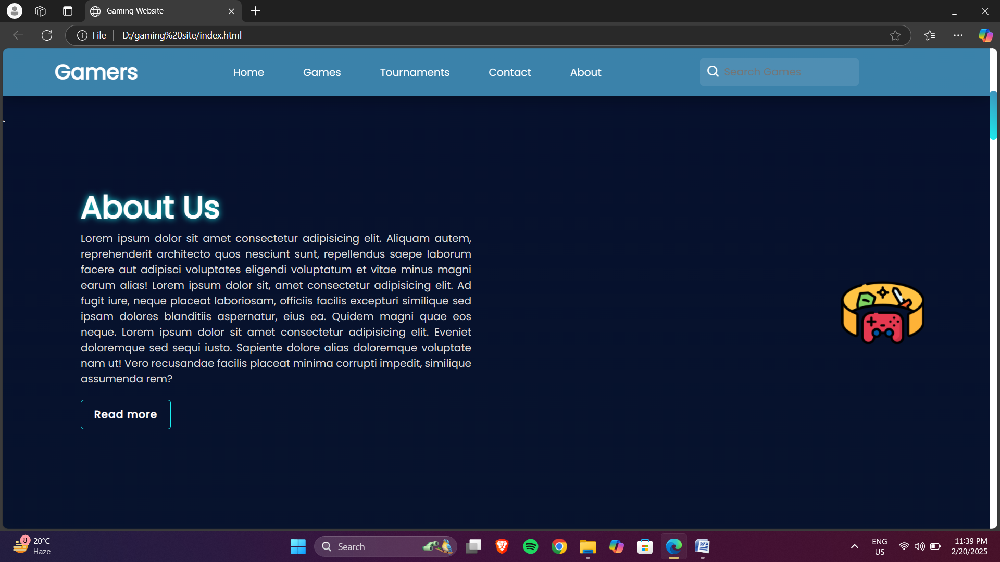 Gaming Website
File
D:/gaming%20site/index.html
Gamers
Home
Games
Tournaments
Contact
About
Search Games
About Us
Lorem ipsum dolor sit amet consectetur adipisicing elit. Aliquam autem,
reprehenderit architecto quos nesciunt sunt, repellendus saepe laborum
facere aut adipisci voluptates eligendi voluptatum et vitae minus magni
earum alias! Lorem ipsum dolor sit, amet consectetur adipisicing elit. Ad
fugit iure, neque placeat laboriosam, officiis facilis excepturi similique sed
ipsam dolores blanditiis aspernatur, eius ea. Quidem magni quae eos
neque. Lorem ipsum dolor sit amet consectetur adipisicing elit. Eveniet
doloremque sed sequi iusto. Sapiente dolore alias doloremque voluptate
nam ut! Vero recusandae facilis placeat minima corrupti impedit, similique
assumenda rem?
Read more
8
20°C
Haze
Search
ENG
US
11:39 PM
2/20/2025